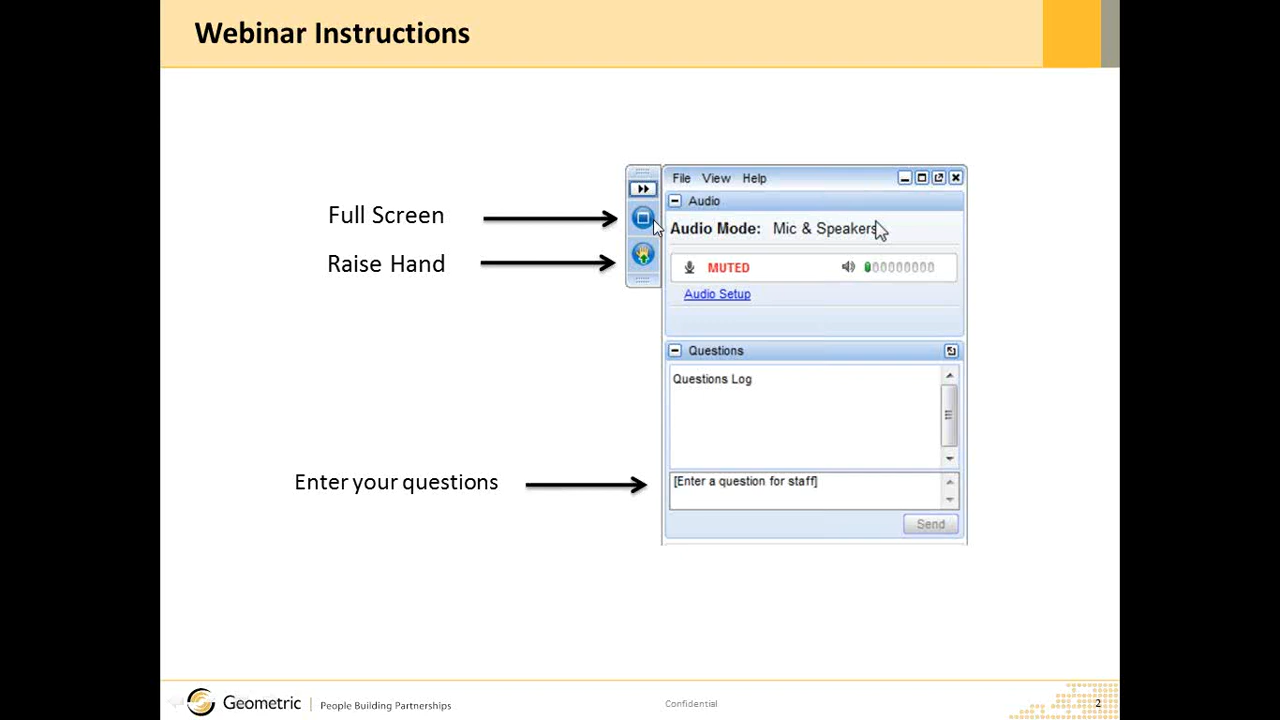 Webinar Instructions
File View Help
Audio
Full Screen
Audio Mode: Mic & Speakers
Raise Hand
MUTED
Audio Setup
Questions
Questions Log
Enter your questions
[Enter a question for staff]
Send
Geometric | People Building Partnerships
Confidential
2